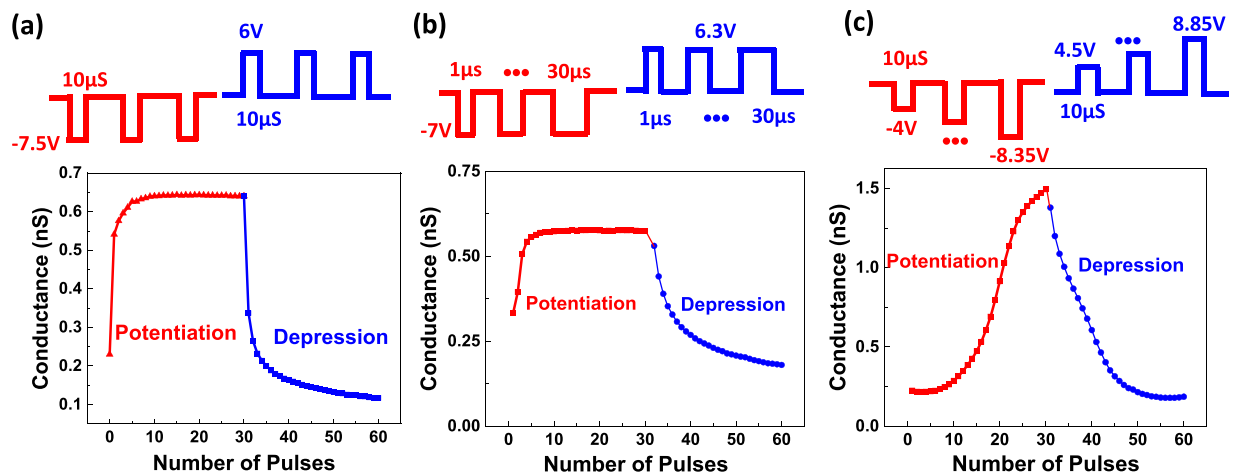 (a)
6V
10µS
10µS
-7.5V
Conductance (nS)
0.7
0.6
0.5
0.4
0.3
0.2
0.1
Potentiation
Depression
0 10 20 30 40 50 60
Number of Pulses
(b)
6.3V
1µs ••• 30µs
-7V
1µs ••• 30µs
Conductance (nS)
0.75
0.50
0.25
0.00
Potentiation
Depression
0 10 20 30 40 50 60
Number of Pulses
(c)
8.85V
•••
4.5V
10µS
10µS
-4V
•••
-8.35V
Conductance (nS)
1.5
1.0
0.5
0.0
Potentiation
Depression
0 10 20 30 40 50 60
Number of Pulses